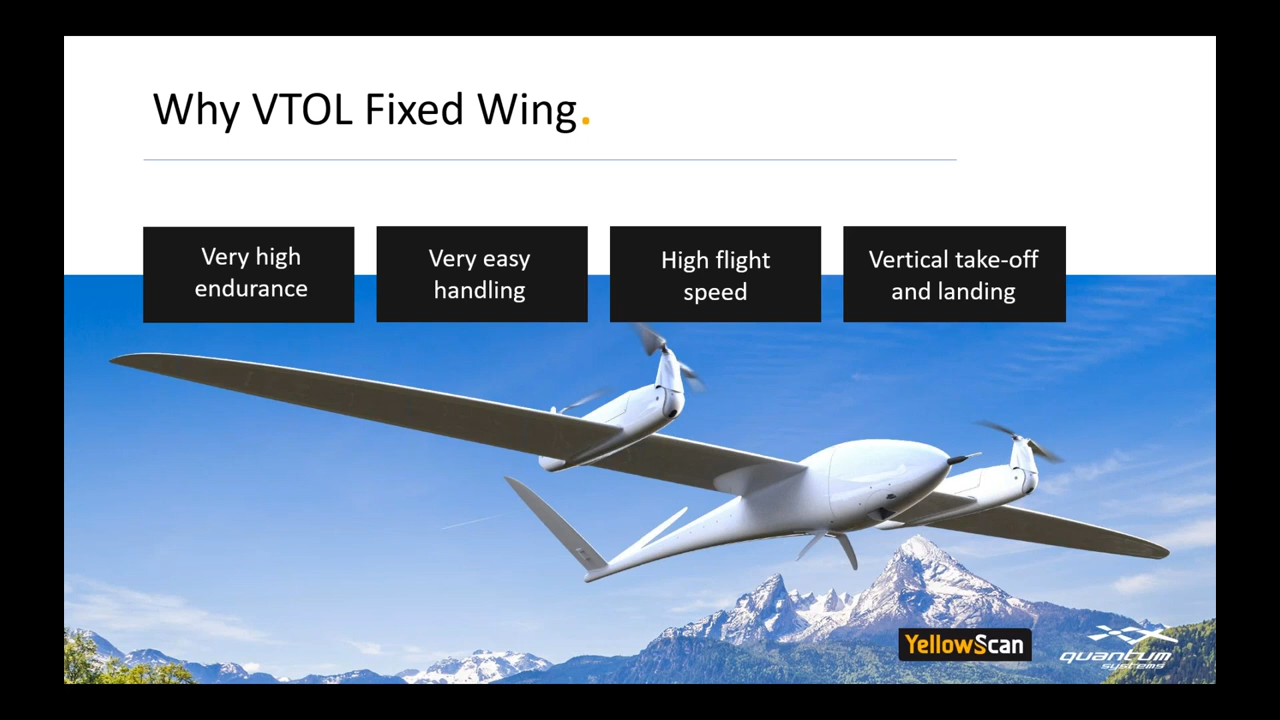 Why VTOL Fixed Wing.
Very high
endurance
Very easy
handling
High flight
speed
Vertical take-off
and landing
YellowScan
quantum
systems